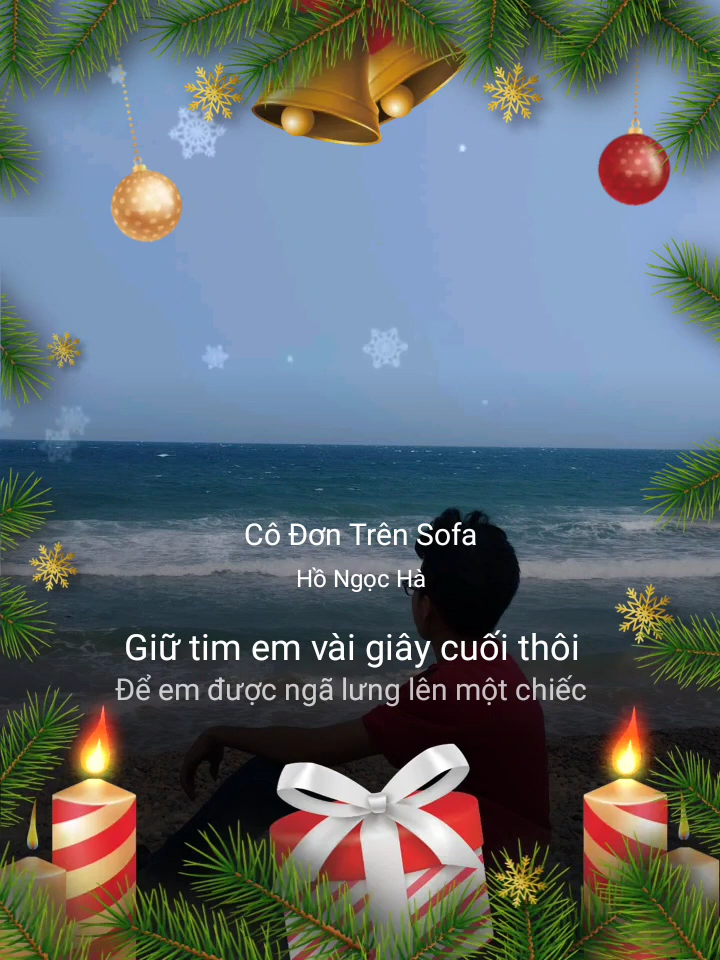 Cô Đơn Trên Sofa
Hồ Ngọc Hà
Giữ tim em vài giây cuối thôi
Để em được ngã lưng lên một chiếc